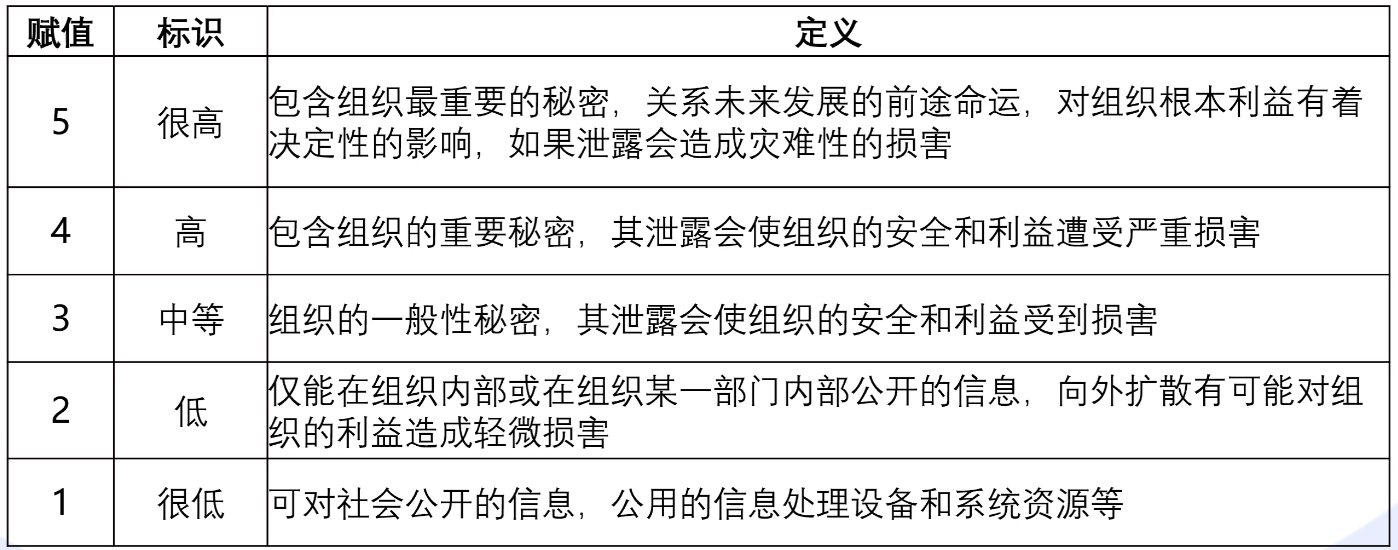 赋值 标识 定义
5 很高 包含组织最重要的秘密，关系未来发展的前途命运，对组织根本利益有着
决定性的影响，如果泄露会造成灾难性的损害
4 高 包含组织的重要秘密，其泄露会使组织的安全和利益遭受严重损害
3 中等 组织的一般性秘密，其泄露会使组织的安全和利益受到损害
2 低 仅能在组织内部或在组织某一部门内部公开的信息，向外扩散有可能对组
织的利益造成轻微损害
1 很低 可对社会公开的信息，公用的信息处理设备和系统资源等